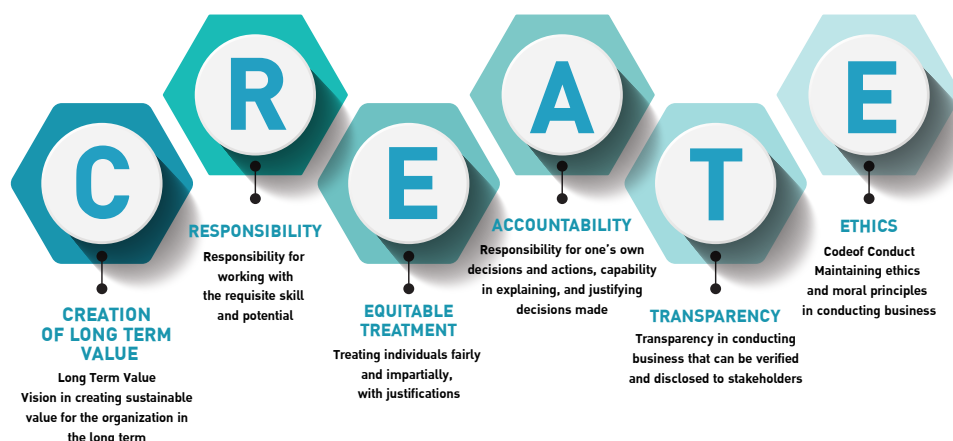 C
CREATION
OF LONG TERM
VALUE
Long Term Value
Vision in creating sustainable
value for the organization in
the long term
R
RESPONSIBILITY
Responsibility for
working with
the requisite skill
and potential
E
EQUITABLE
TREATMENT
Treating individuals fairly
and impartially,
with justifications
A
ACCOUNTABILITY
Responsibility for one's own
decisions and actions, capability
in explaining, and justifying
decisions made
T
TRANSPARENCY
Transparency in conducting
business that can be verified
and disclosed to stakeholders
E
ETHICS
Codeof Conduct
Maintaining ethics
and moral principles
in conducting business